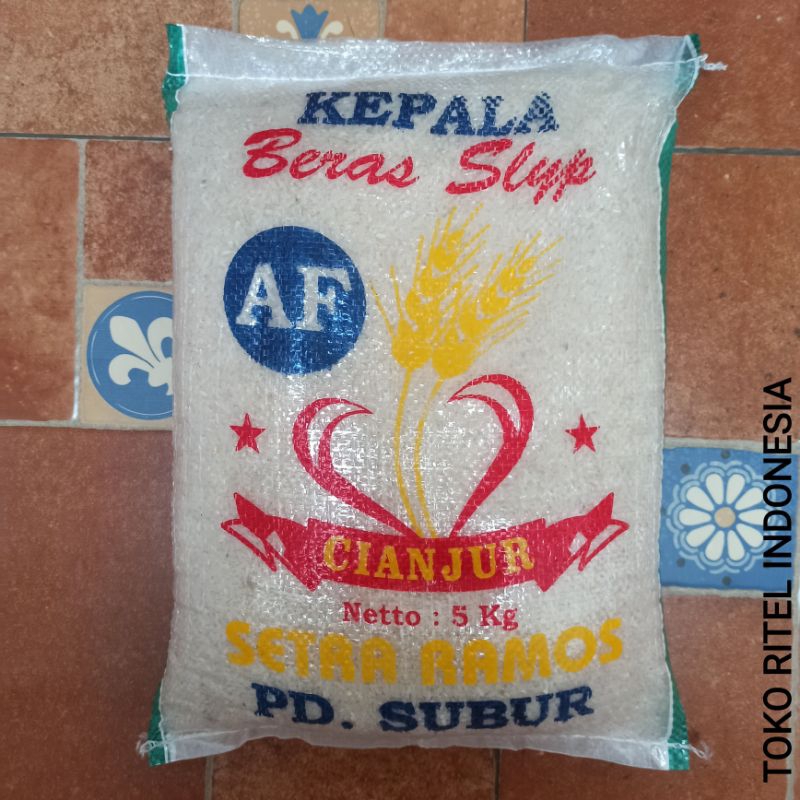 KEPALA
Beras Slyp
AF
CIANJUR
Netto : 5 Kg
SETRA RAMOS
PD. SUBUR
TOKO RITEL INDONESIA